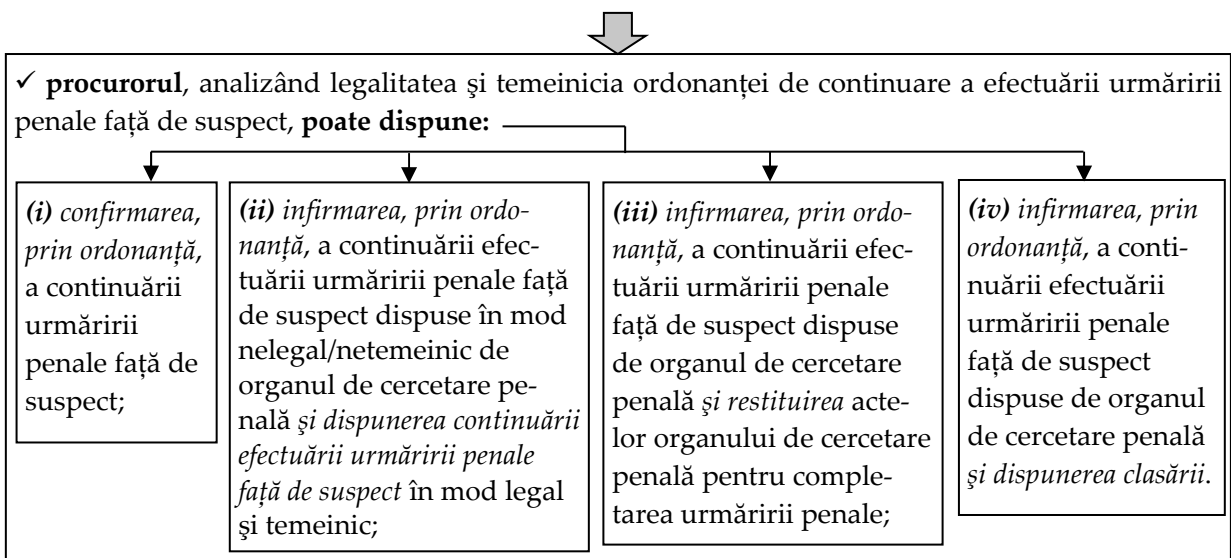 ✓ procurorul, analizând legalitatea şi temeinicia ordonanţei de continuare a efectuării urmăririi
penale faţă de suspect, poate dispune:
(i) confirmarea,
prin ordonanţă,
a continuării
urmăririi
penale faţă de
suspect;
(ii) infirmarea, prin ordo-
nanţă, a continuării efec-
tuării urmăririi penale faţă
de suspect dispuse în mod
nelegal/netemeinic de
organul de cercetare pe-
nală şi dispunerea continuării
efectuării urmăririi penale
faţă de suspect în mod legal
şi temeinic;
(iii) infirmarea, prin ordo-
nanţă, a continuării efec-
tuării urmăririi penale
faţă de suspect dispuse
de organul de cercetare
penală şi restituirea acte-
lor organului de cercetare
penală pentru comple-
tarea urmăririi penale;
(iv) infirmarea, prin
ordonanţă, a conti-
nuării efectuării
urmăririi penale
faţă de suspect
dispuse de organul
de cercetare penală
şi dispunerea clasării.